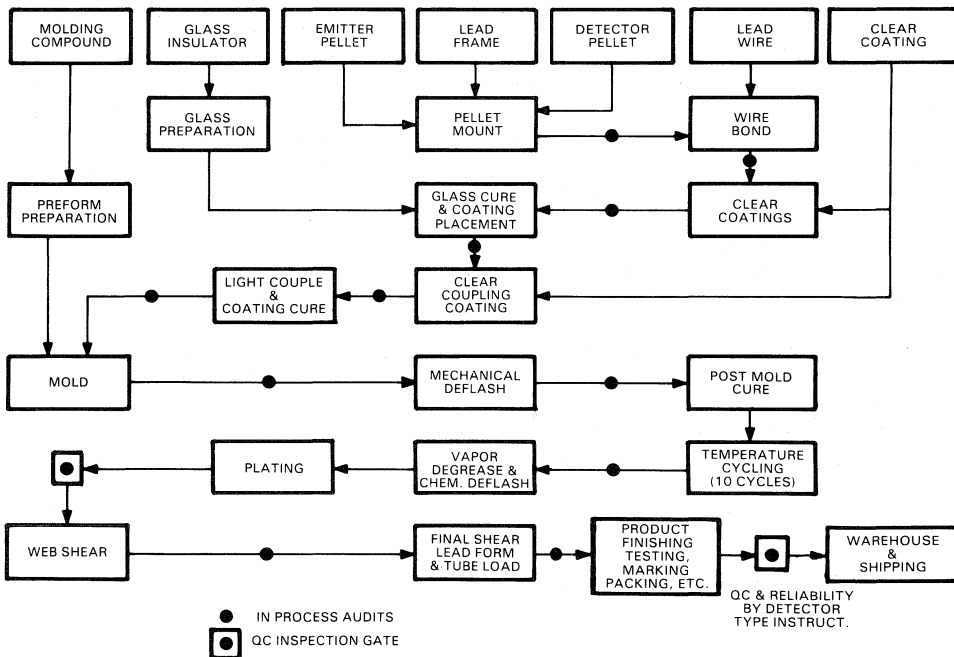 MOLDING
COMPOUND
GLASS
INSULATOR
EMITTER
PELLET
LEAD
FRAME
DETECTOR
PELLET
LEAD
WIRE
CLEAR
COATING
GLASS
PREPARATION
PELLET
MOUNT
WIRE
BOND
PREFORM
PREPARATION
GLASS CURE
& COATING
PLACEMENT
CLEAR
COATINGS
LIGHT COUPLE
&
COATING CURE
CLEAR
COUPLING
COATING
MOLD
MECHANICAL
DEFLASH
POST MOLD
CURE
PLATING
VAPOR
DEGREASE &
CHEM. DEFLASH
TEMPERATURE
CYCLING
(10 CYCLES)
WEB SHEAR
FINAL SHEAR
LEAD FORM
& TUBE LOAD
PRODUCT
FINISHING
TESTING,
MARKING
PACKING, ETC.
WAREHOUSE
&
SHIPPING
QC & RELIABILITY
BY DETECTOR
TYPE INSTRUCT.
IN PROCESS AUDITS
QC INSPECTION GATE